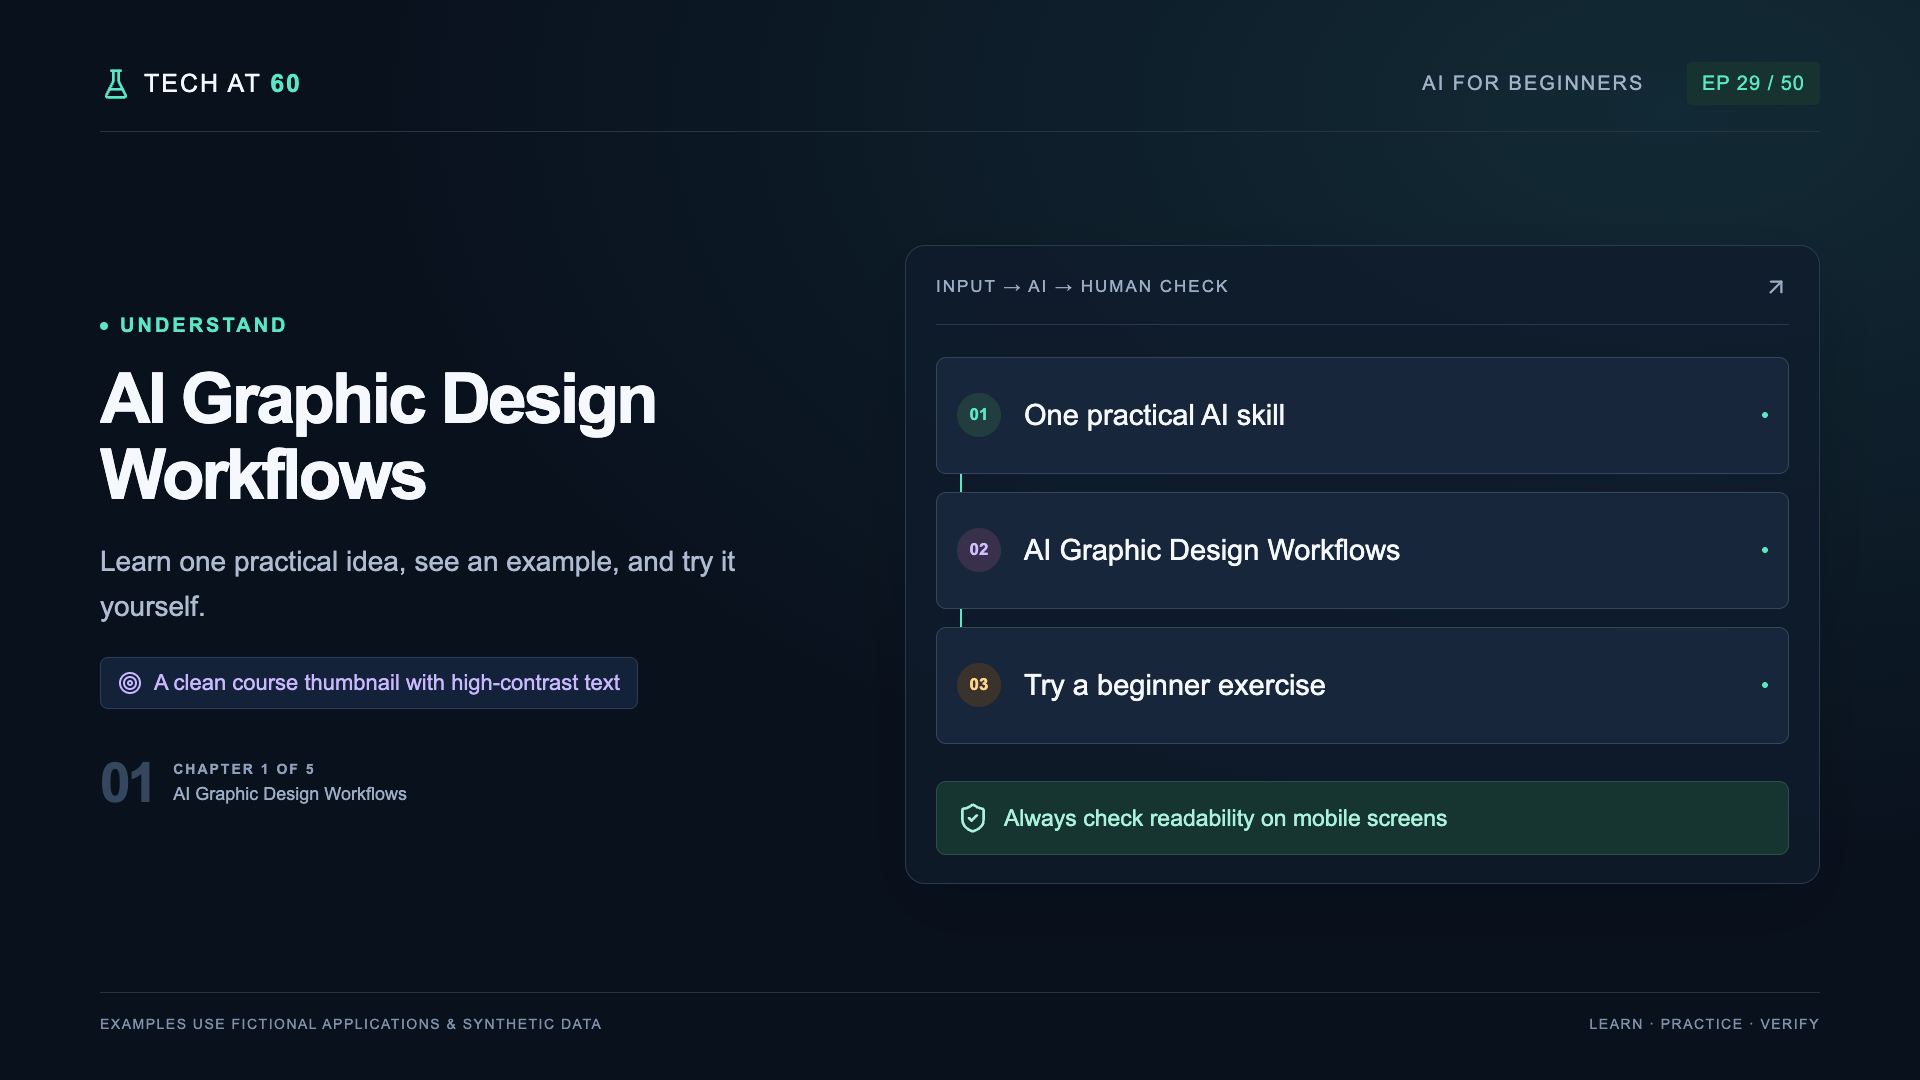 TECH AT 60
AI FOR BEGINNERS
EP 29 / 50
UNDERSTAND
AI Graphic Design
Workflows
Learn one practical idea, see an example, and try it
yourself.
A clean course thumbnail with high-contrast text
01
CHAPTER 1 OF 5
AI Graphic Design Workflows
INPUT → AI → HUMAN CHECK
01 One practical AI skill
02 AI Graphic Design Workflows
03 Try a beginner exercise
Always check readability on mobile screens
EXAMPLES USE FICTIONAL APPLICATIONS & SYNTHETIC DATA
LEARN · PRACTICE · VERIFY